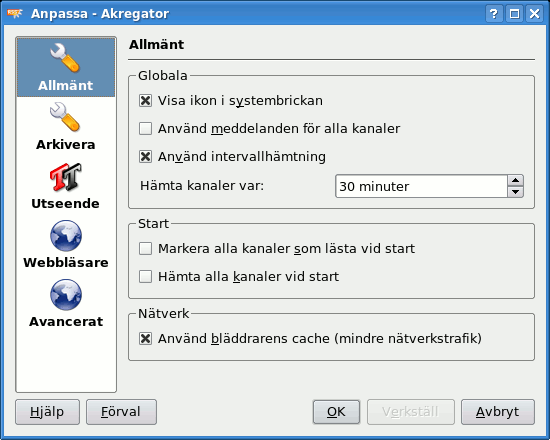 Anpassa - Akregator
Allmänt
Arkivera
Utseende
Webbläsare
Avancerat
Allmänt
Globala
Visa ikon i systembrickan
Använd meddelanden för alla kanaler
Använd intervallhämtning
Hämta kanaler var: 30 minuter
Start
Markera alla kanaler som lästa vid start
Hämta alla kanaler vid start
Nätverk
Använd bläddrarens cache (mindre nätverkstrafik)
Hjälp Förval OK Verkställ Avbryt